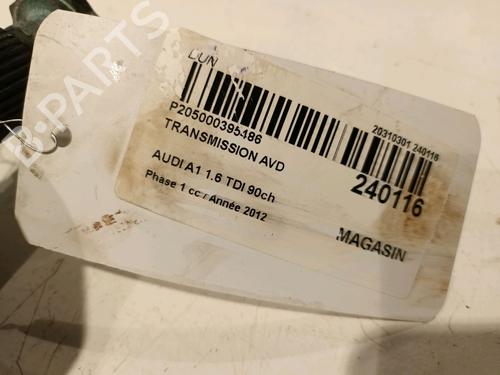 DUN
P205000395486
TRANSMISSION AVD
20310301 240116
240116
AUDI A1 1.6 TDI 90ch
Phase 1 cc / Année 2012
MAGASIN
B-PARTS